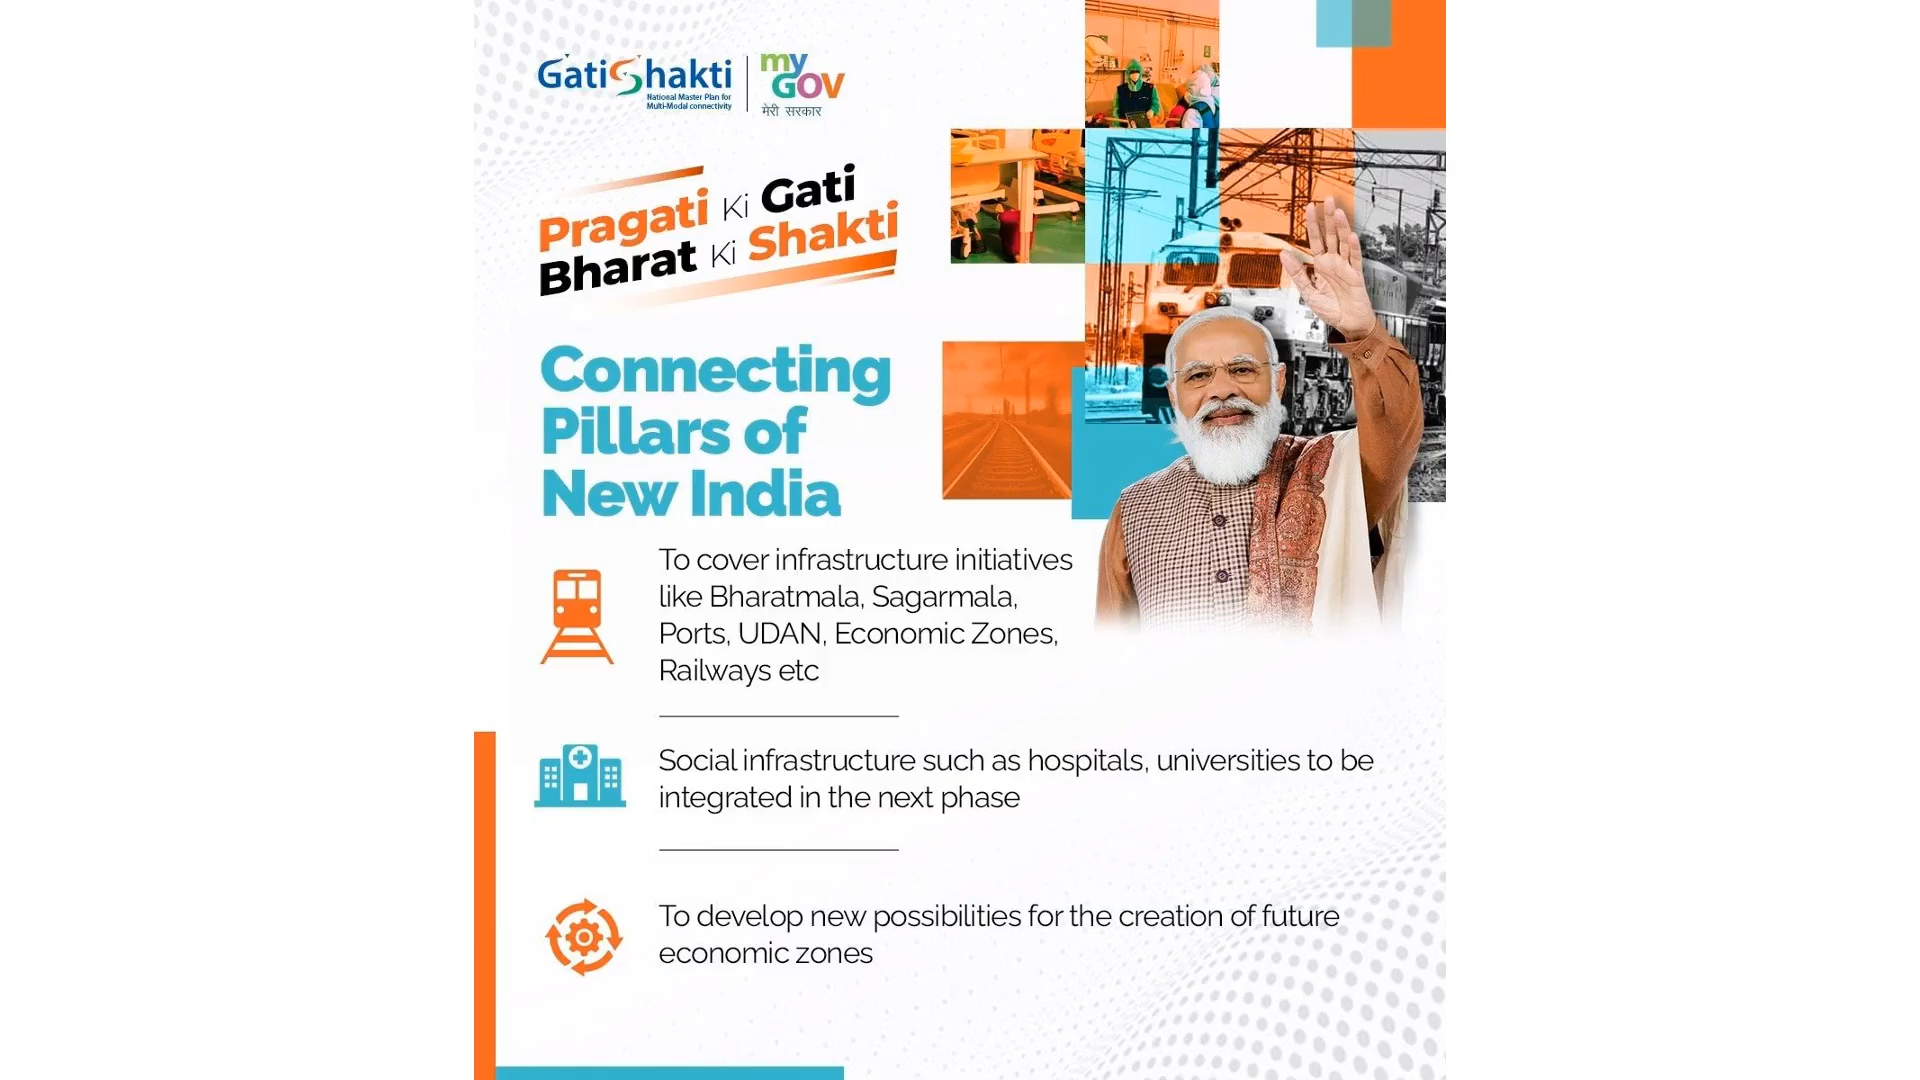 GatiShakti
National Master Plan for
Multi-Modal connectivity
my
GOV
मेरी सरकार
Pragati Ki Gati
Bharat Ki Shakti
Connecting
Pillars of
New India
To cover infrastructure initiatives
like Bharatmala, Sagarmala,
Ports, UDAN, Economic Zones,
Railways etc
Social infrastructure such as hospitals, universities to be
integrated in the next phase
To develop new possibilities for the creation of future
economic zones